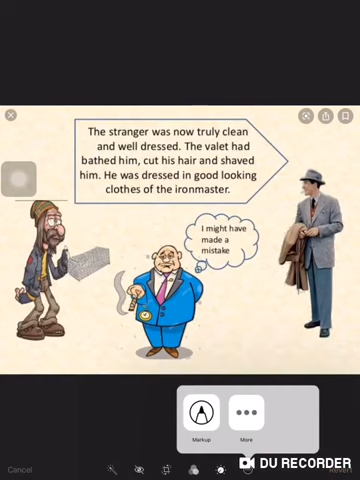 The stranger was now truly clean
and well dressed. The valet had
bathed him, cut his hair and shaved
him. He was dressed in good looking
clothes of the ironmaster.
I might have
made a
mistake
Markup
More
Cancel
Revert
DU RECORDER